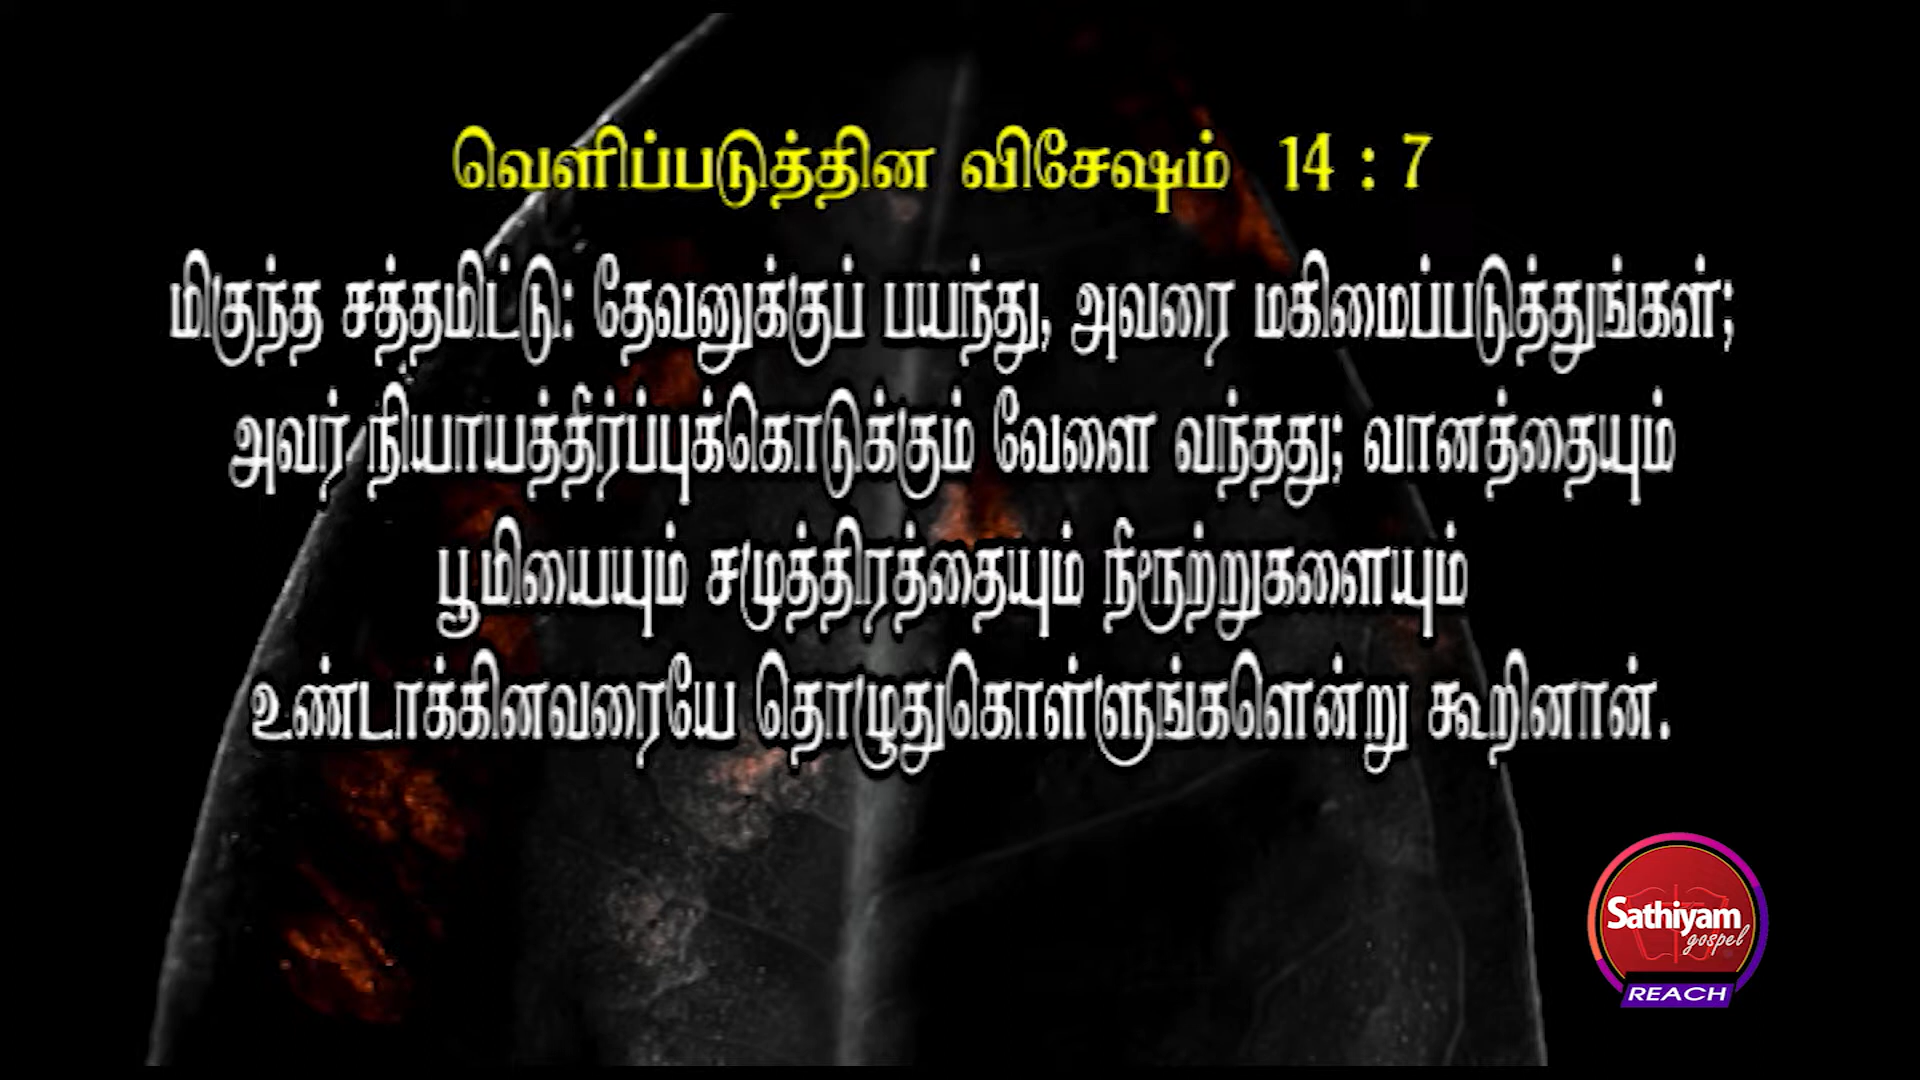 வெளிப்படுத்தின விசேஷம் 14 : 7
மிகுந்த சத்தமிட்டு: தேவனுக்குப் பயந்து, அவரை மகிமைப்படுத்துங்கள்;
அவர் நியாயத்தீர்ப்புக்கொடுக்கும் வேளை வந்தது; வானத்தையும்
பூமியையும் சமுத்திரத்தையும் நீரூற்றுகளையும்
உண்டாக்கினவரையே தொழுதுகொள்ளுங்களென்று கூறினான்.
Sathiyam
gospel
REACH